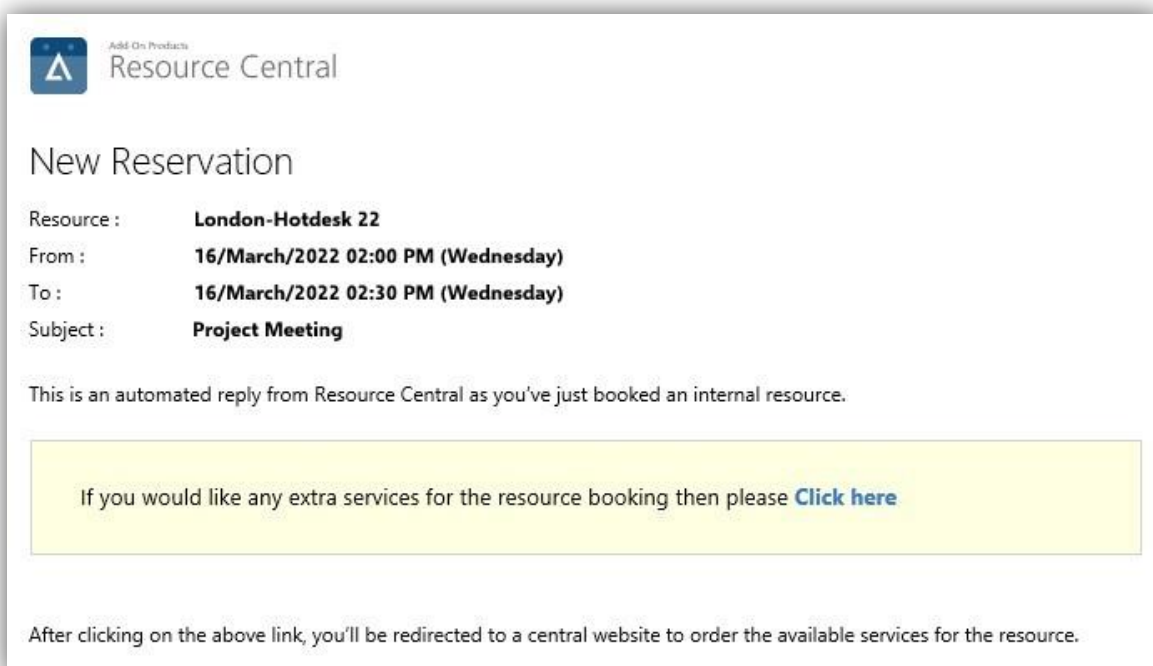 Add-On Products
Resource Central
New Reservation
Resource : London-Hotdesk 22
From : 16/March/2022 02:00 PM (Wednesday)
To : 16/March/2022 02:30 PM (Wednesday)
Subject : Project Meeting
This is an automated reply from Resource Central as you've just booked an internal resource.
If you would like any extra services for the resource booking then please Click here
After clicking on the above link, you'll be redirected to a central website to order the available services for the resource.